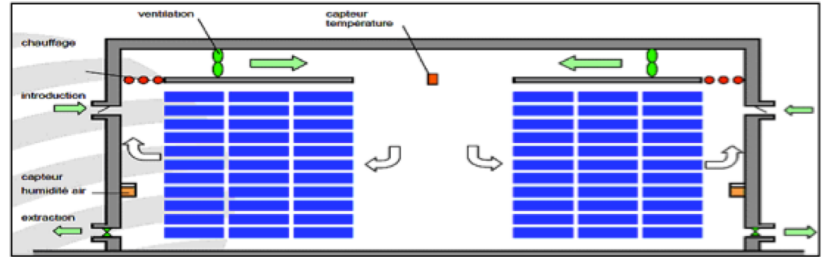 ventilation
capteur
température
chauffage
introduction
capteur
humidité air
extraction